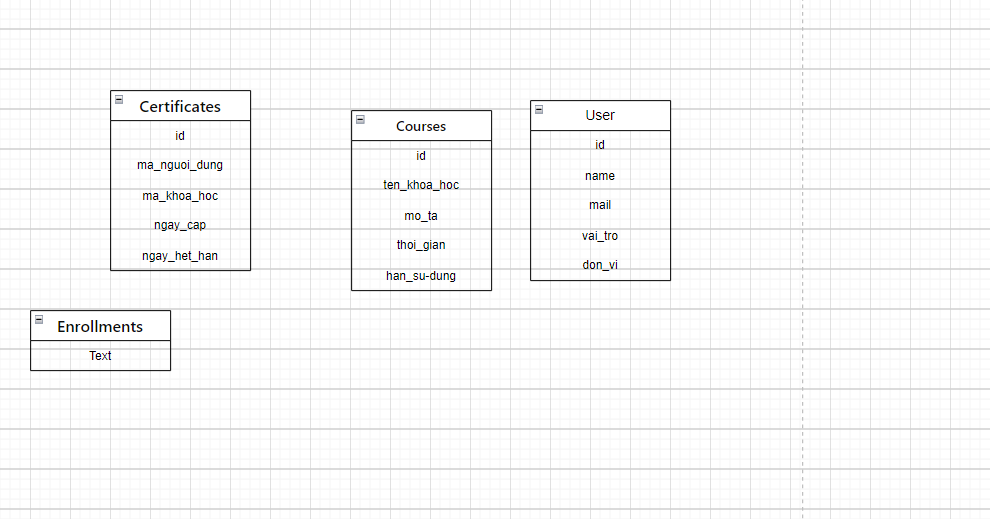 Certificates
id
ma_nguoi_dung
ma_khoa_hoc
ngay_cap
ngay_het_han
Courses
id
ten_khoa_hoc
mo_ta
thoi_gian
han_su-dung
User
id
name
mail
vai_tro
don_vi
Enrollments
Text